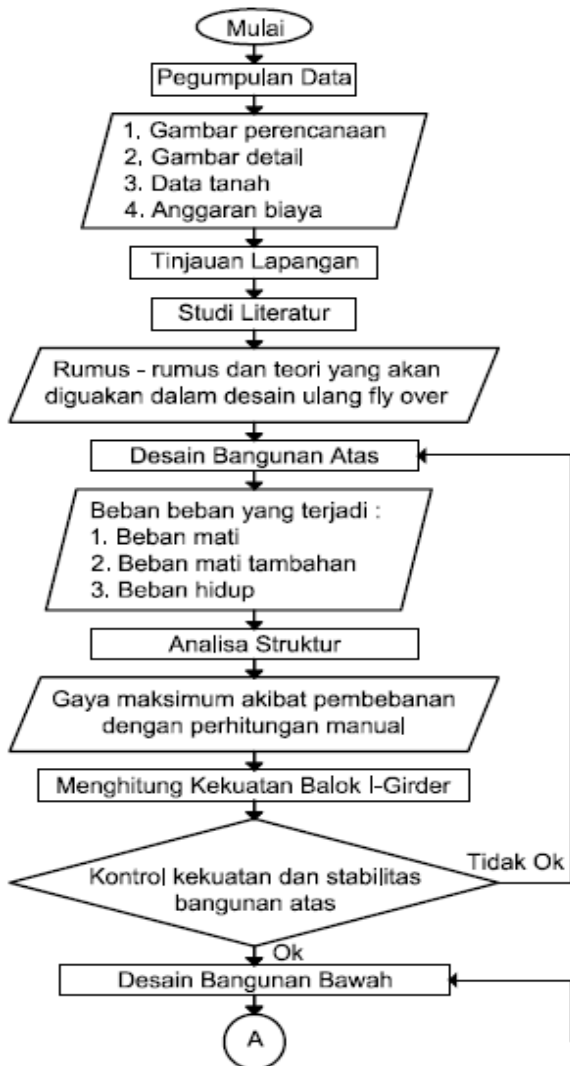 Mulai
Pegumpulan Data
1, Gambar perencanaan
2, Gambar detail
3. Data tanah
4. Anggaran biaya
Tinjauan Lapangan
Studi Literatur
Rumus - rumus dan teori yang akan
diguakan dalam desain ulang fly over
Desain Bangunan Atas
Beban beban yang terjadi :
1. Beban mati
2. Beban mati tambahan
3. Beban hidup
Analisa Struktur
Gaya maksimum akibat pembebanan
dengan perhitungan manual
Menghitung Kekuatan Balok I-Girder
Kontrol kekuatan dan stabilitas
bangunan atas
Tidak Ok
Ok
Desain Bangunan Bawah
A